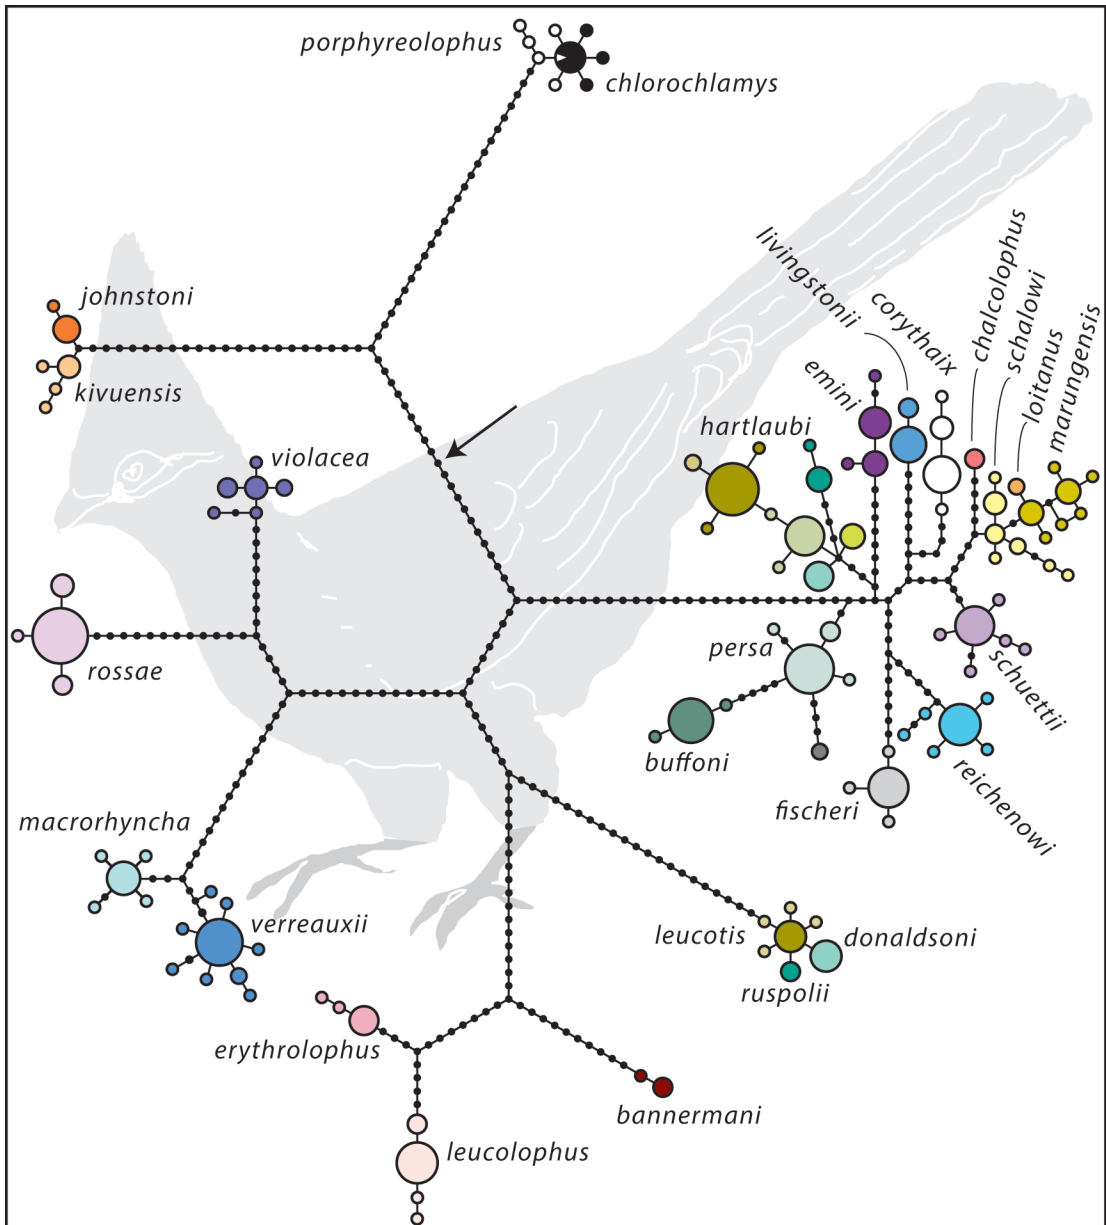 porphyreolophus
chlorochlamys
johnstoni
kivuensis
violacea
rossae
livingstonii
corythaix
chalcolophus
schalowi
loitanus
marungensis
emini
hartlaubi
persa
buffoni
schuettii
reichenowi
fischeri
macrorhyncha
verreauxii
leucotis
donaldsoni
ruspolii
erythrolophus
bannermani
leucolophus